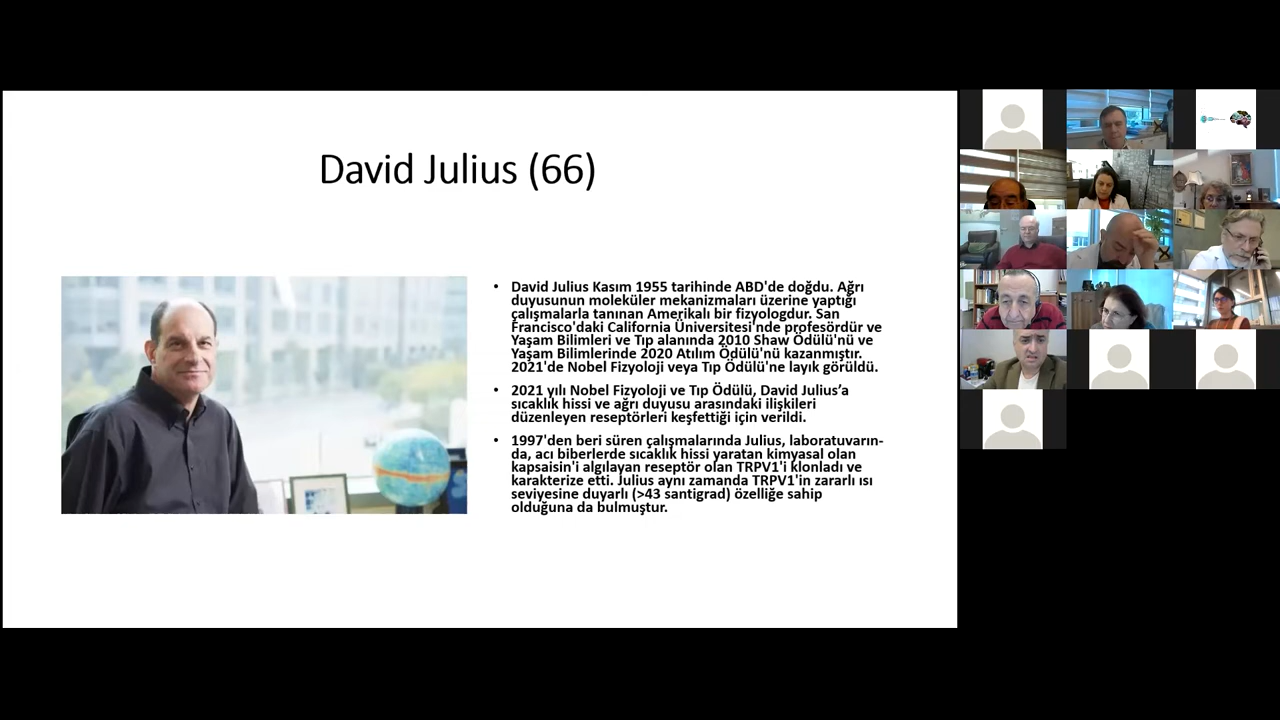 David Julius (66)
• David Julius Kasım 1955 tarihinde ABD'de doğdu. Ağrı
duyusunun moleküler mekanizmaları üzerine yaptığı
çalışmalarla tanınan Amerikalı bir fizyologdur. San
Francisco'daki California Üniversitesi'nde profesördür ve
Yaşam Bilimleri ve Tıp alanında 2010 Shaw Ödülü'nü ve
Yaşam Bilimlerinde 2020 Atılım Ödülü'nü kazanmıştır.
2021'de Nobel Fizyoloji veya Tıp Ödülü'ne layık görüldü.
• 2021 yılı Nobel Fizyoloji ve Tıp Ödülü, David Julius’a
sıcaklık hissi ve ağrı duyusu arasındaki ilişkileri
düzenleyen reseptörleri keşfettiği için verildi.
• 1997'den beri süren çalışmalarında Julius, laboratuvarın-
da, acı biberlerde sıcaklık hissi yaratan kimyasal olan
kapsaisin'i algılayan reseptör olan TRPV1'i klonladı ve
karakterize etti. Julius aynı zamanda TRPV1'in zararlı ısı
seviyesine duyarlı (>43 santigrad) özelliğe sahip
olduğuna da bulmuştur.